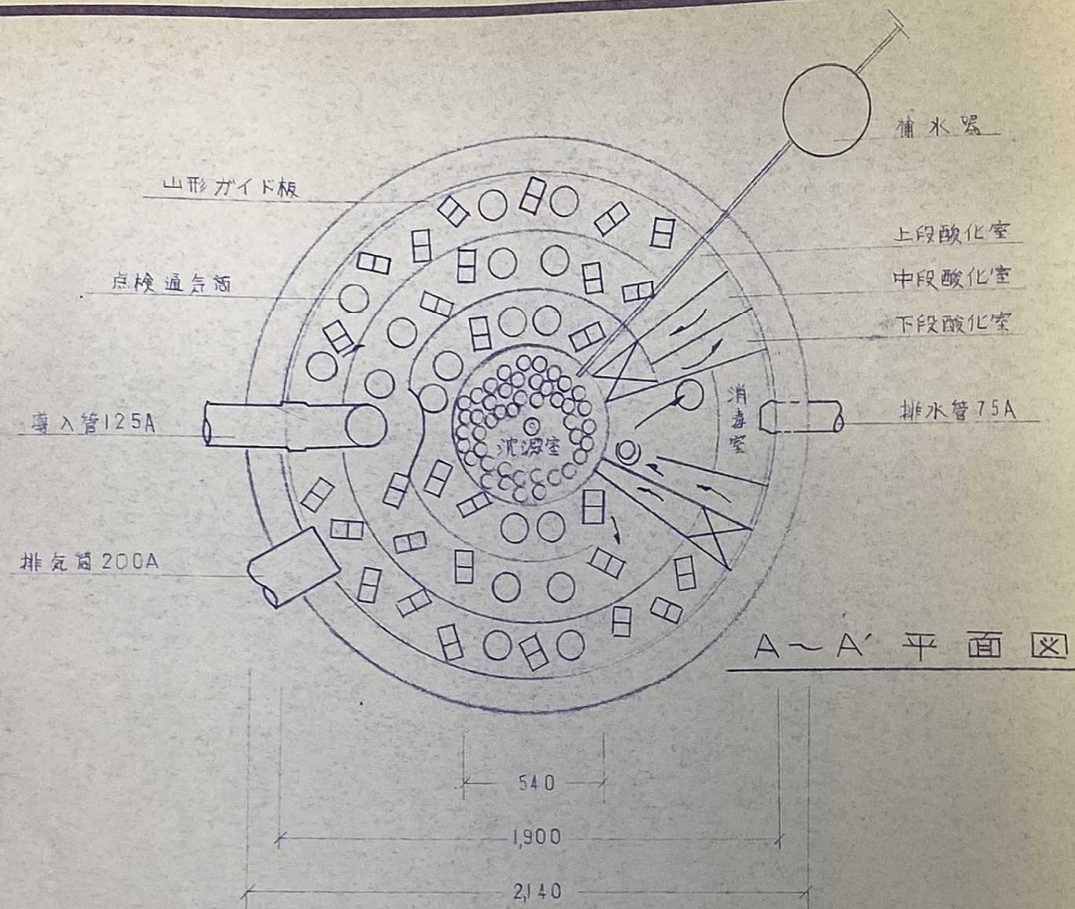 補水器
山形ガイド板
上段酸化室
点検通気筒
中段酸化室
下段酸化室
消毒室
導入管125A
排水管75A
沈澱室
排気筒200A
A~A′平面図
540
1,900
2,140